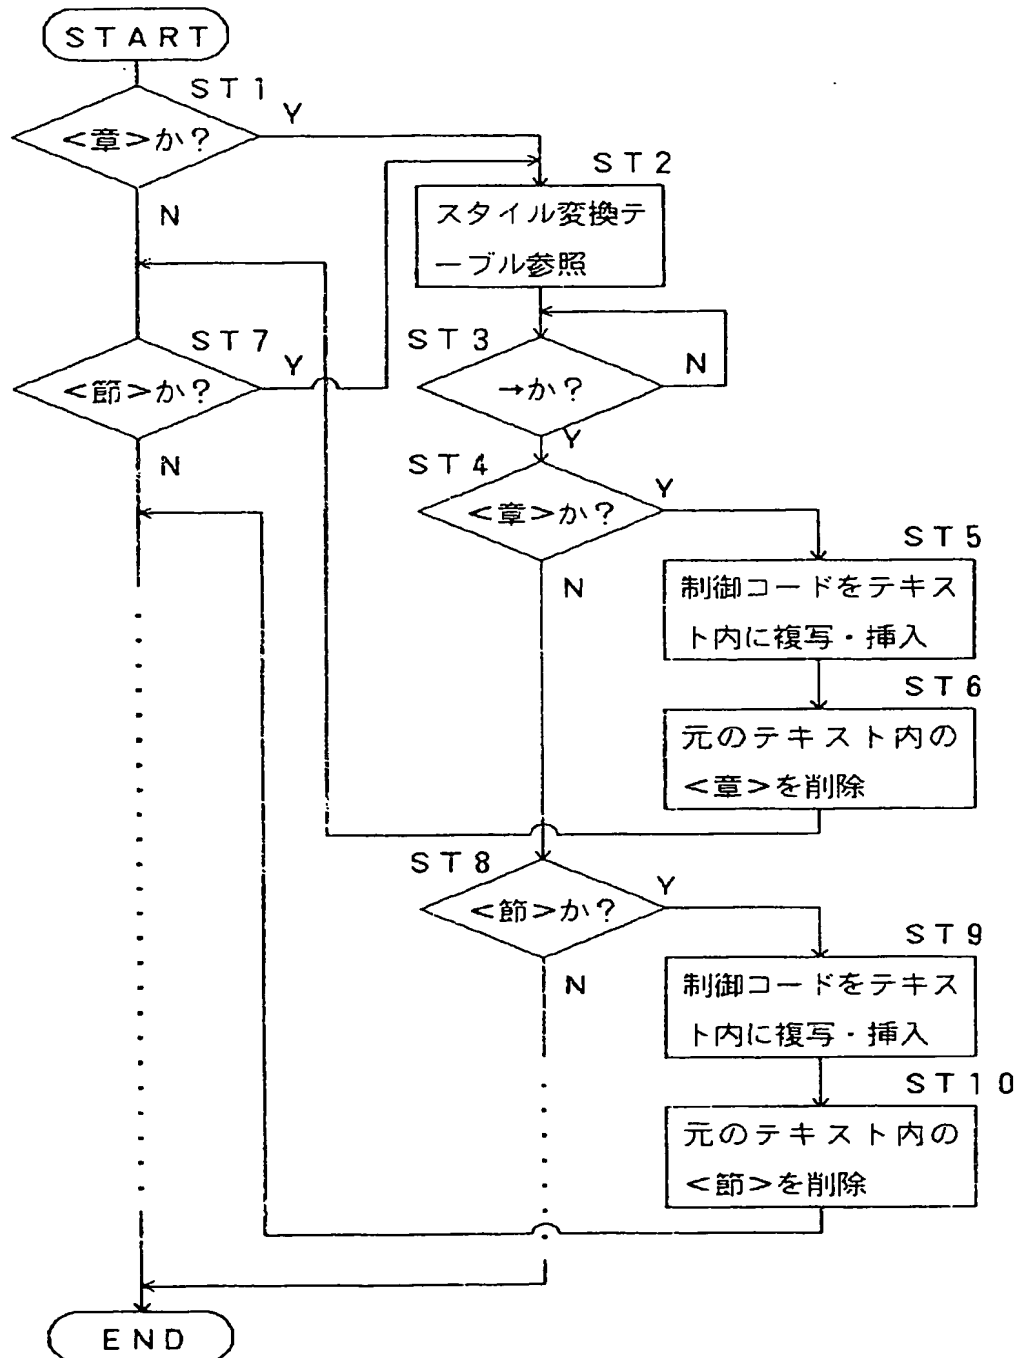 START
ST1
<章>か?
Y
N
ST2
スタイル変換テ
ーブル参照
ST7
<節>か?
Y
N
ST3
→か?
N
Y
ST4
<章>か?
Y
N
ST5
制御コードをテキス
ト内に複写・挿入
ST6
元のテキスト内の
<章>を削除
ST8
<節>か?
Y
N
ST9
制御コードをテキス
ト内に複写・挿入
ST10
元のテキスト内の
<節>を削除
END